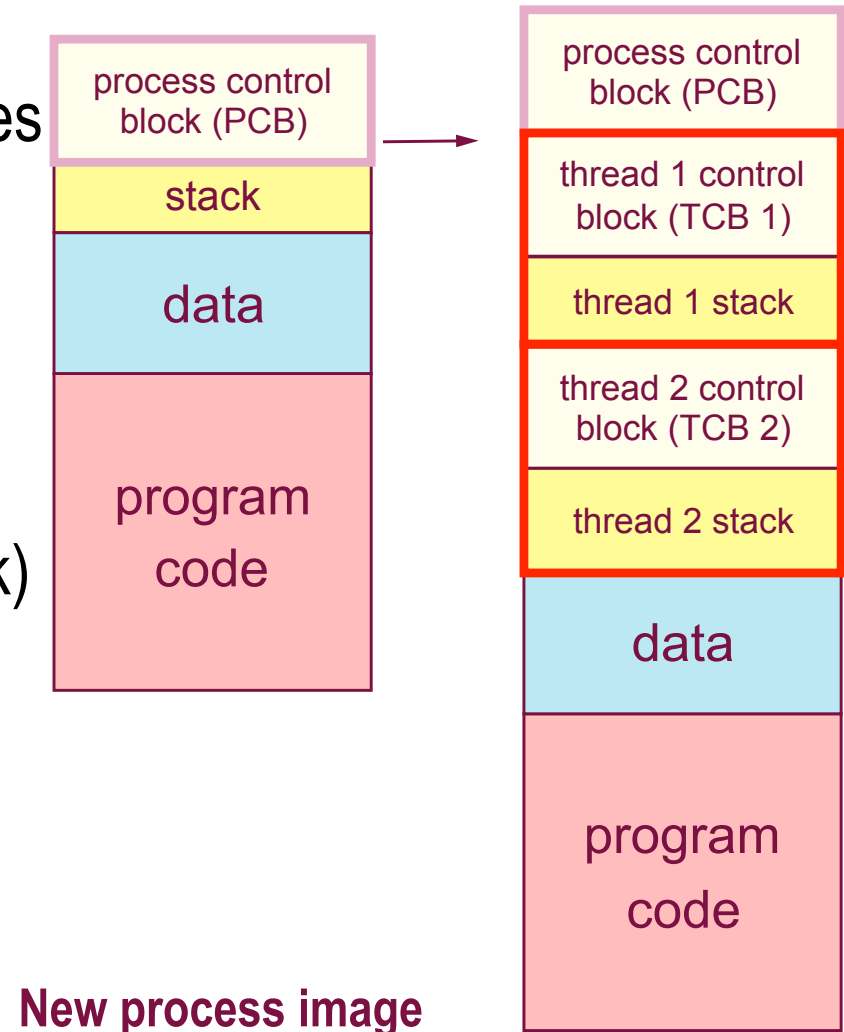 es
k)
process control
block (PCB)
stack
data
program
code
process control
block (PCB)
thread 1 control
block (TCB 1)
thread 1 stack
thread 2 control
block (TCB 2)
thread 2 stack
data
program
code
New process image